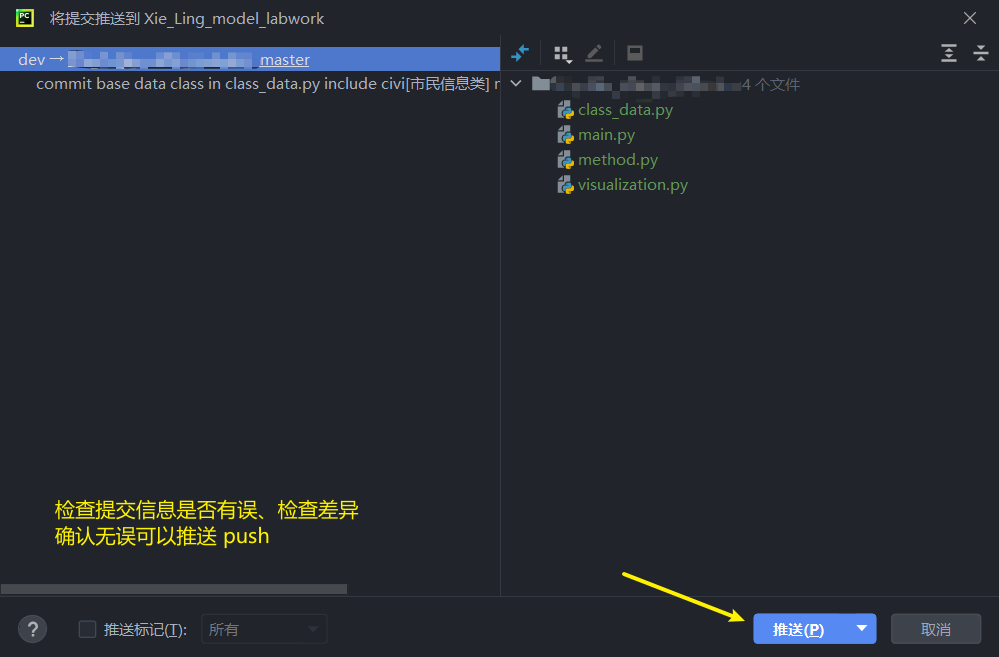 将提交推送到 Xie_Ling_model_labwork
dev → master
commit base data class in class_data.py include civi[市民信息类]
4 个文件
class_data.py
main.py
method.py
visualization.py
检查提交信息是否有误、检查差异
确认无误可以推送 push
? 推送标记(T): 所有
推送(P) 取消